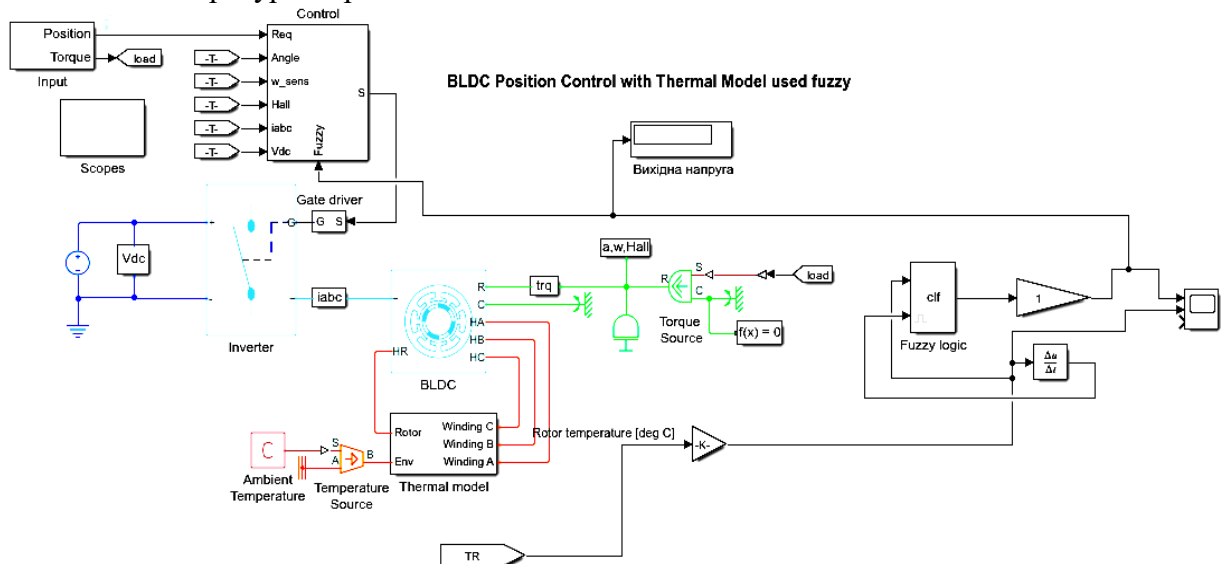 Control
Position
Torque
load
Input
Req
Angle
w_sens
Hall
iabc
Vdc
Fuzzy
S
-T-
-T-
-T-
-T-
-T-
BLDC Position Control with Thermal Model used fuzzy
Scopes
Вихідна напруга
Gate driver
G S
G
+
-
Vdc
Inverter
iabc
BLDC
R
C
HA
HB
HC
HR
trq
a,w,Hall
R
S
C
load
Torque
Source
f(x) = 0
clf
Fuzzy logic
1
Δu
Δt
Rotor temperature [deg C]
-K-
C
Ambient
Temperature
S
A
B
Temperature
Source
Rotor
Env
Winding C
Winding B
Winding A
Thermal model
TR